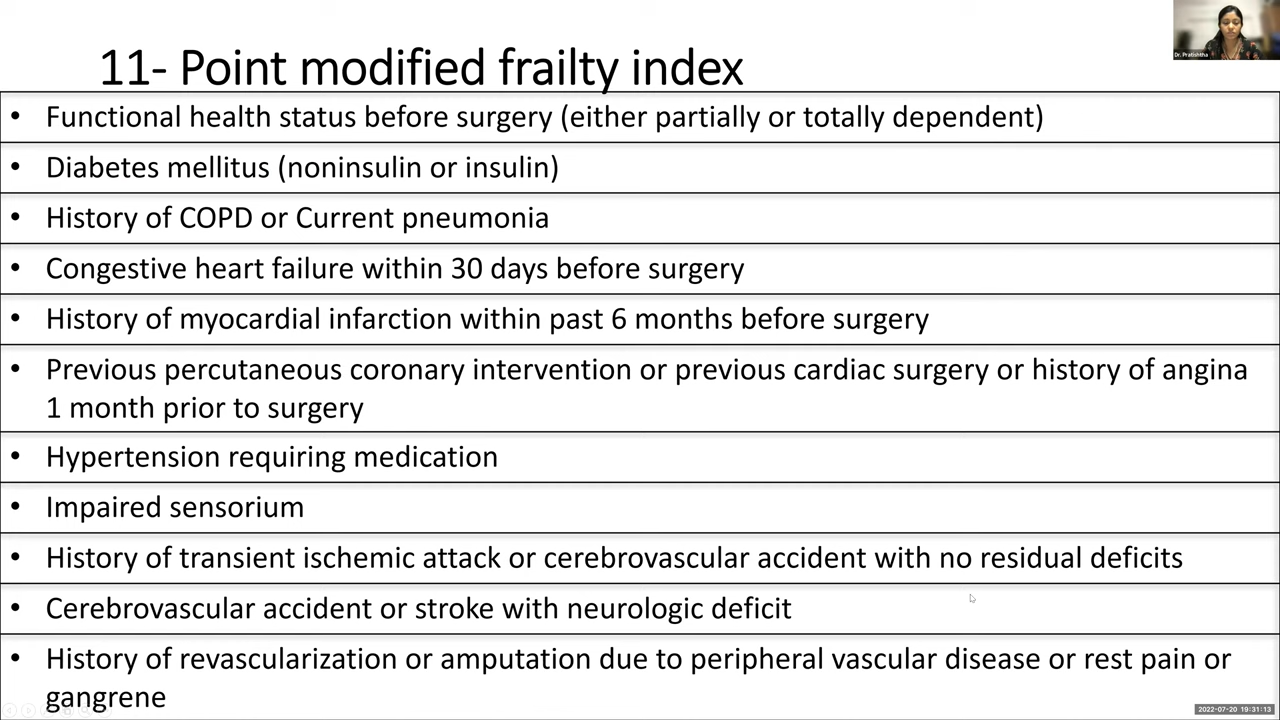 Dr. Pratishtha
11- Point modified frailty index
• Functional health status before surgery (either partially or totally dependent)
• Diabetes mellitus (noninsulin or insulin)
• History of COPD or Current pneumonia
• Congestive heart failure within 30 days before surgery
• History of myocardial infarction within past 6 months before surgery
• Previous percutaneous coronary intervention or previous cardiac surgery or history of angina
1 month prior to surgery
• Hypertension requiring medication
• Impaired sensorium
• History of transient ischemic attack or cerebrovascular accident with no residual deficits
• Cerebrovascular accident or stroke with neurologic deficit
• History of revascularization or amputation due to peripheral vascular disease or rest pain or
gangrene
2022-07-20 19:31:13